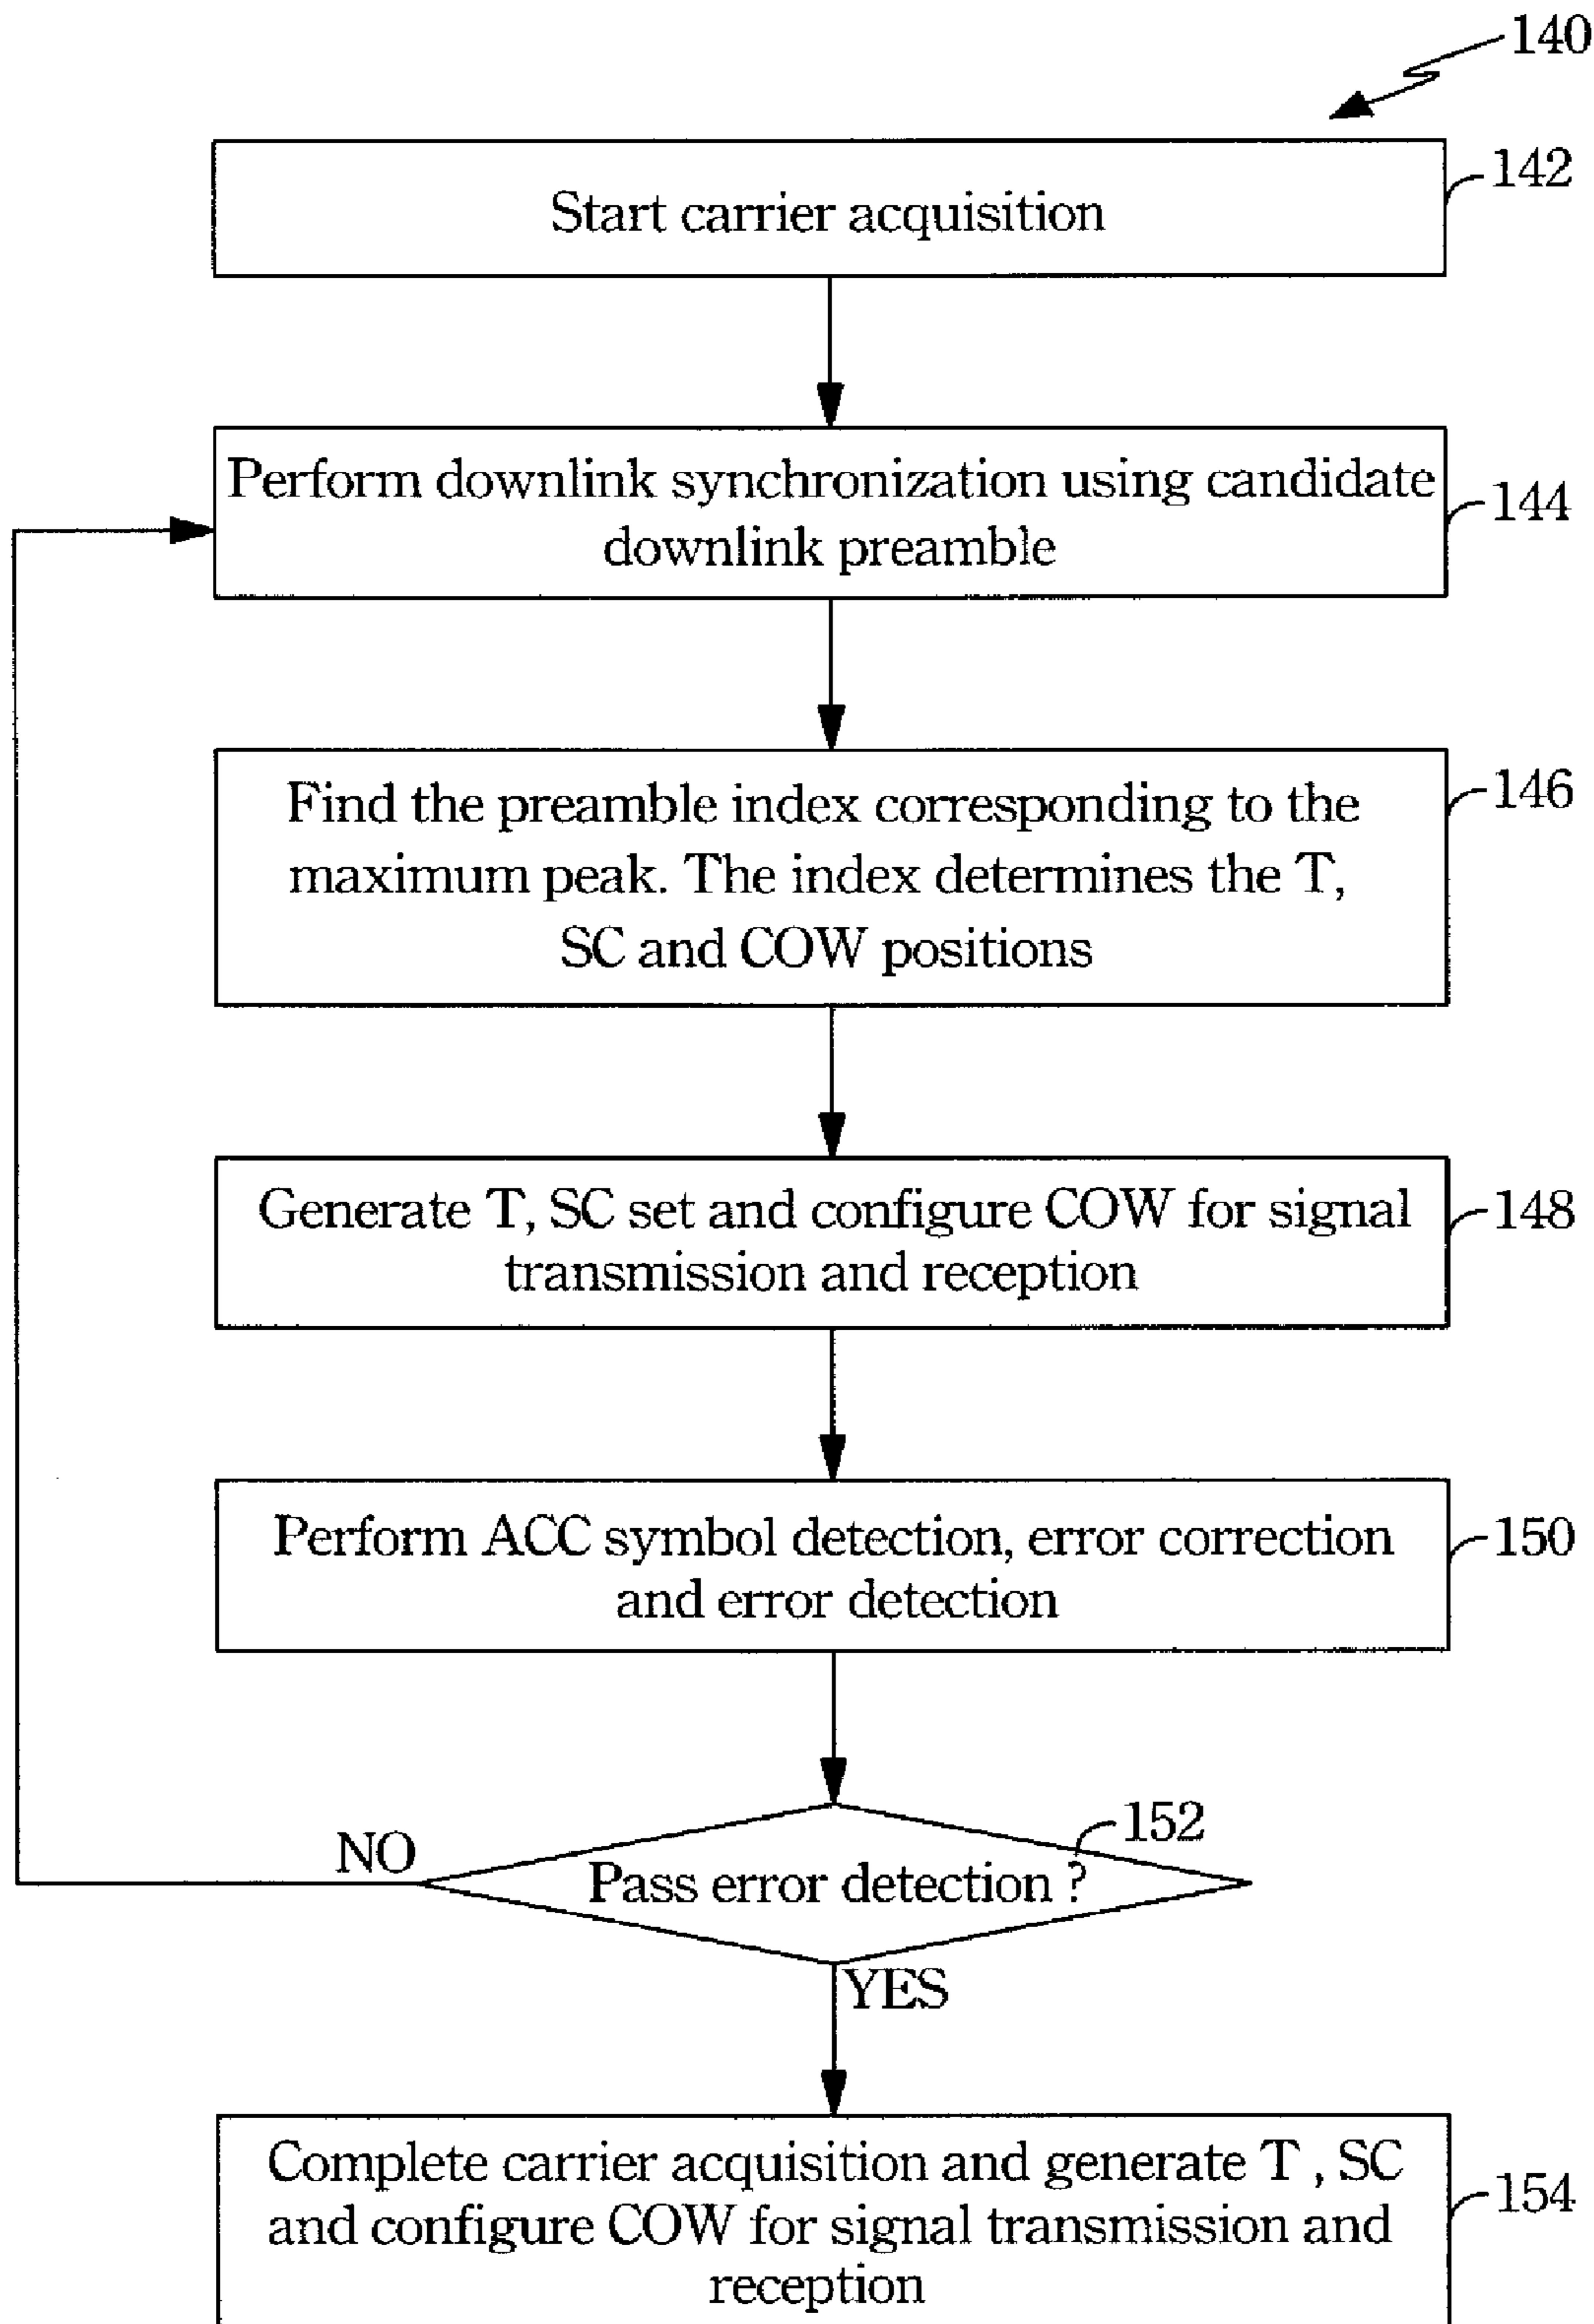 140
Start carrier acquisition
142
Perform downlink synchronization using candidate
downlink preamble
144
Find the preamble index corresponding to the
maximum peak. The index determines the T,
SC and COW positions
146
Generate T, SC set and configure COW for signal
transmission and reception
148
Perform ACC symbol detection, error correction
and error detection
150
152
NO
Pass error detection ?
YES
Complete carrier acquisition and generate T , SC
and configure COW for signal transmission and
reception
154